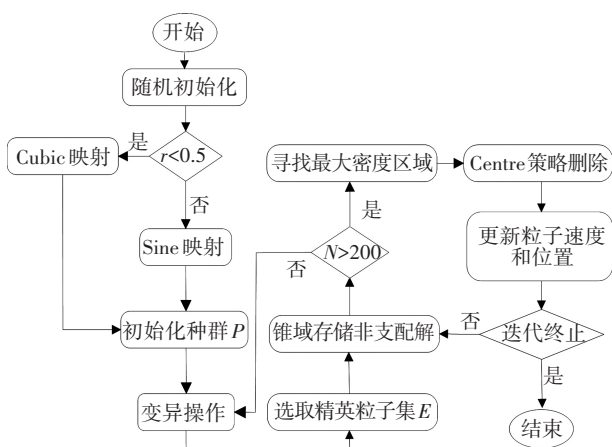 开始
随机初始化
是
Cubic映射
r<0.5
否
Sine映射
初始化种群P
变异操作
寻找最大密度区域
Centre策略删除
是
更新粒子速度
和位置
否
N>200
锥域存储非支配解
否
迭代终止
是
选取精英粒子集E
结束